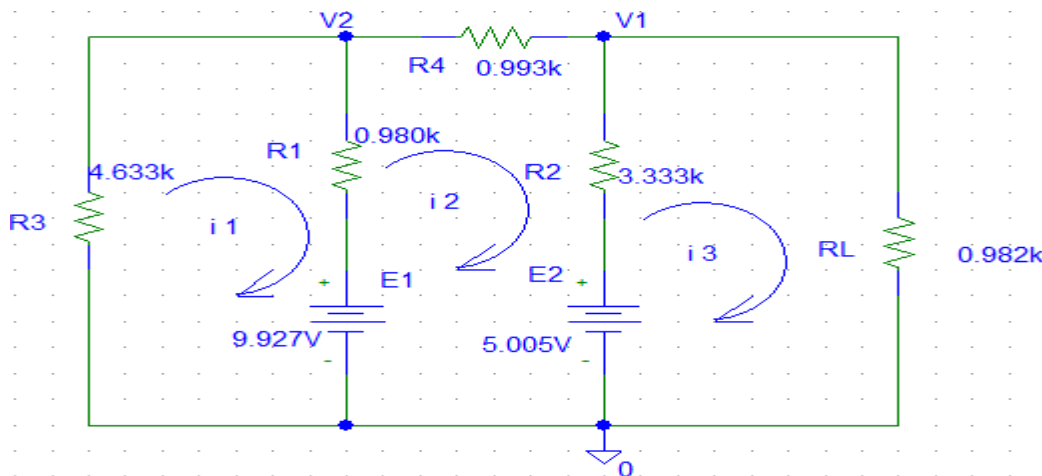 V2
V1
R4
0.993k
R1
0.980k
R2
3.333k
4.633k
R3
i 1
i 2
i 3
RL
0.982k
+
E1
9.927V
-
E2
+
5.005V
-
0